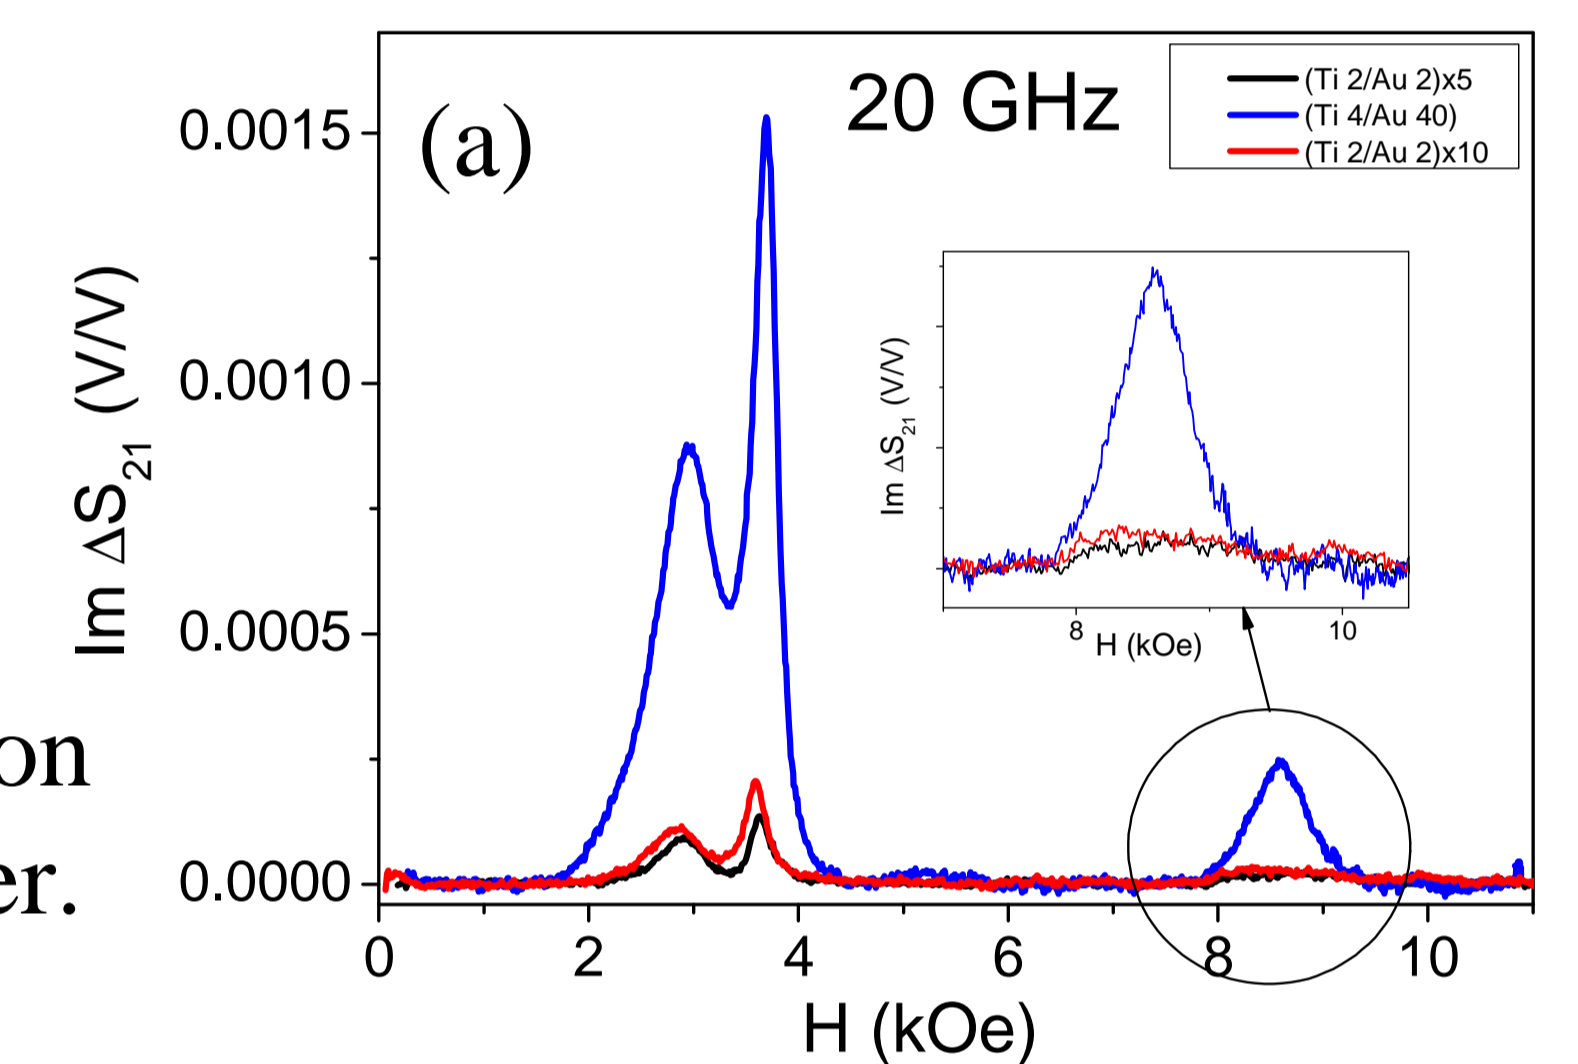 (a)
20 GHz
(Ti 2/Au 2)x5
(Ti 4/Au 40)
(Ti 2/Au 2)x10
Im ΔS21 (V/V)
0.0015
0.0010
0.0005
0.0000
0 2 4 6 8 10
H (kOe)
Im ΔS21 (V/V)
8 10
H (kOe)
on
er.